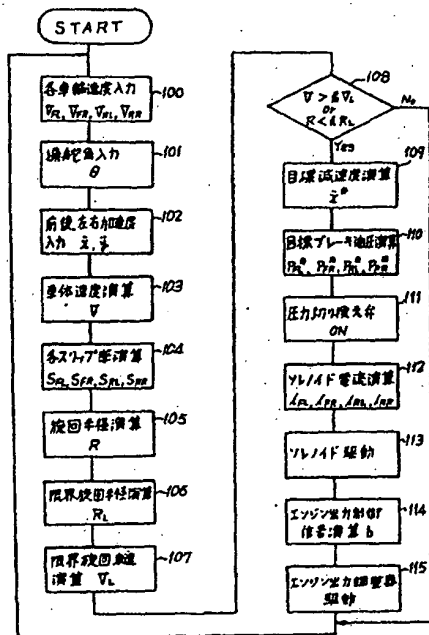 START
各車輪速度入力
V_FL, V_FR, V_RL, V_RR
100
操舵角入力
θ
101
前後左右加速度
入力 ẍ, ÿ
102
車体速度演算
V
103
各スリップ率演算
S_FL, S_FR, S_RL, S_RR
104
旋回半径演算
R
105
限界旋回半径演算
R_L
106
限界旋回車速
演算 V_L
107
108
or
No
YES
目標減速度演算
109
目標ブレーキ液圧演算
P_FL*, P_FR*, P_RL*, P_RR*
110
圧力切り換え弁
ON
111
ソレノイド電流演算
i_FL, i_FR, i_RL, i_RR
112
ソレノイド駆動
113
エンジン出力制御
信号演算 b
114
エンジン出力調整器
駆動
115